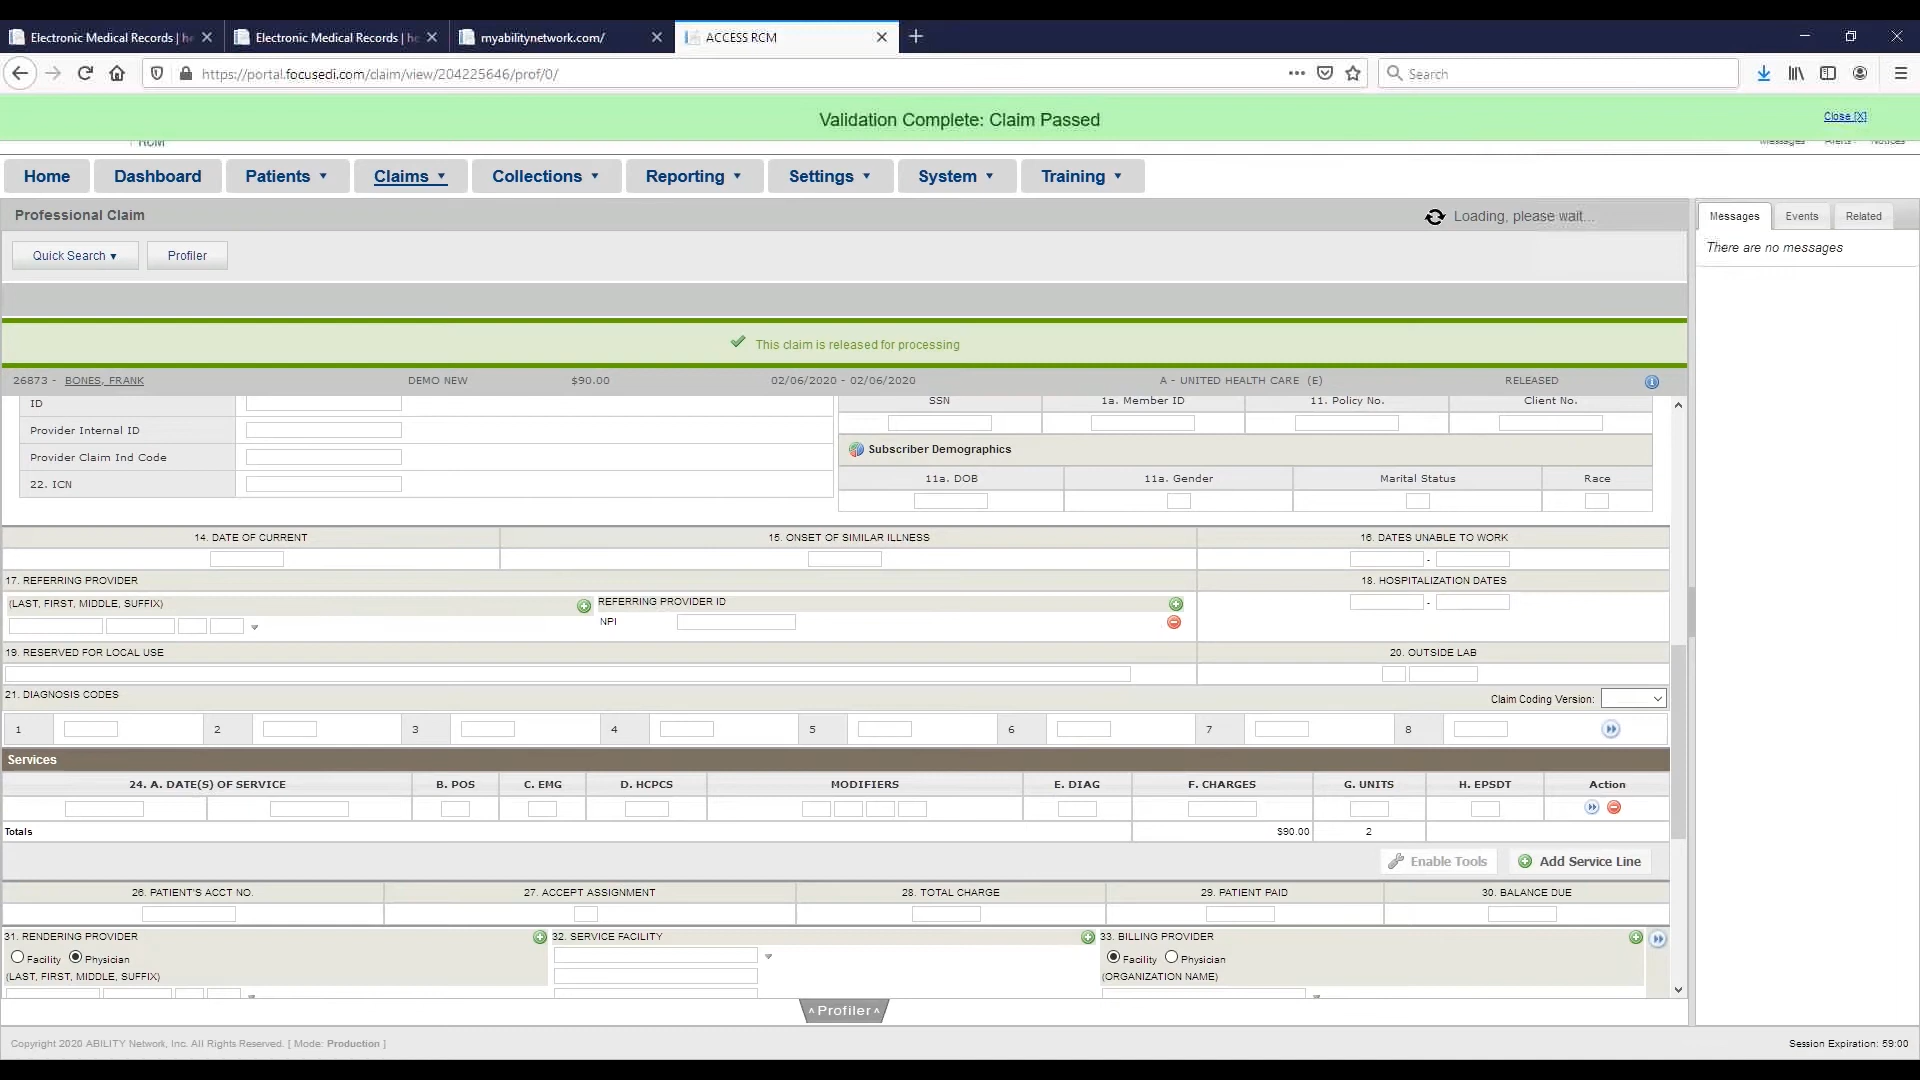 Electronic Medical Records | he
Electronic Medical Records | he
myabilitynetwork.com/
ACCESS RCM
https://portal.focusedi.com/claim/view/204225646/prof/0/
Search
Validation Complete: Claim Passed
Close [X]
RCM
Messages Alerts Notices
Home
Dashboard
Patients
Claims
Collections
Reporting
Settings
System
Training
Professional Claim
Loading, please wait...
Messages
Events
Related
There are no messages
Quick Search
Profiler
This claim is released for processing
26873 - BONES, FRANK
DEMO NEW
$90.00
02/06/2020 - 02/06/2020
A - UNITED HEALTH CARE (E)
RELEASED
ID
SSN
1a. Member ID
11. Policy No.
Client No.
Provider Internal ID
Provider Claim Ind Code
22. ICN
Subscriber Demographics
11a. DOB
11a. Gender
Marital Status
Race
14. DATE OF CURRENT
15. ONSET OF SIMILAR ILLNESS
16. DATES UNABLE TO WORK
-
17. REFERRING PROVIDER
18. HOSPITALIZATION DATES
(LAST, FIRST, MIDDLE, SUFFIX)
REFERRING PROVIDER ID
-
NPI
19. RESERVED FOR LOCAL USE
20. OUTSIDE LAB
21. DIAGNOSIS CODES
Claim Coding Version:
1
2
3
4
5
6
7
8
Services
24. A. DATE(S) OF SERVICE
B. POS
C. EMG
D. HCPCS
MODIFIERS
E. DIAG
F. CHARGES
G. UNITS
H. EPSDT
Action
Totals
$90.00
2
Enable Tools
Add Service Line
26. PATIENT'S ACCT NO.
27. ACCEPT ASSIGNMENT
28. TOTAL CHARGE
29. PATIENT PAID
30. BALANCE DUE
31. RENDERING PROVIDER
32. SERVICE FACILITY
33. BILLING PROVIDER
Facility
Physician
Facility
Physician
(LAST, FIRST, MIDDLE, SUFFIX)
(ORGANIZATION NAME)
^ Profiler ^
Copyright 2020 ABILITY Network, Inc. All Rights Reserved. [ Mode: Production ]
Session Expiration: 59:00